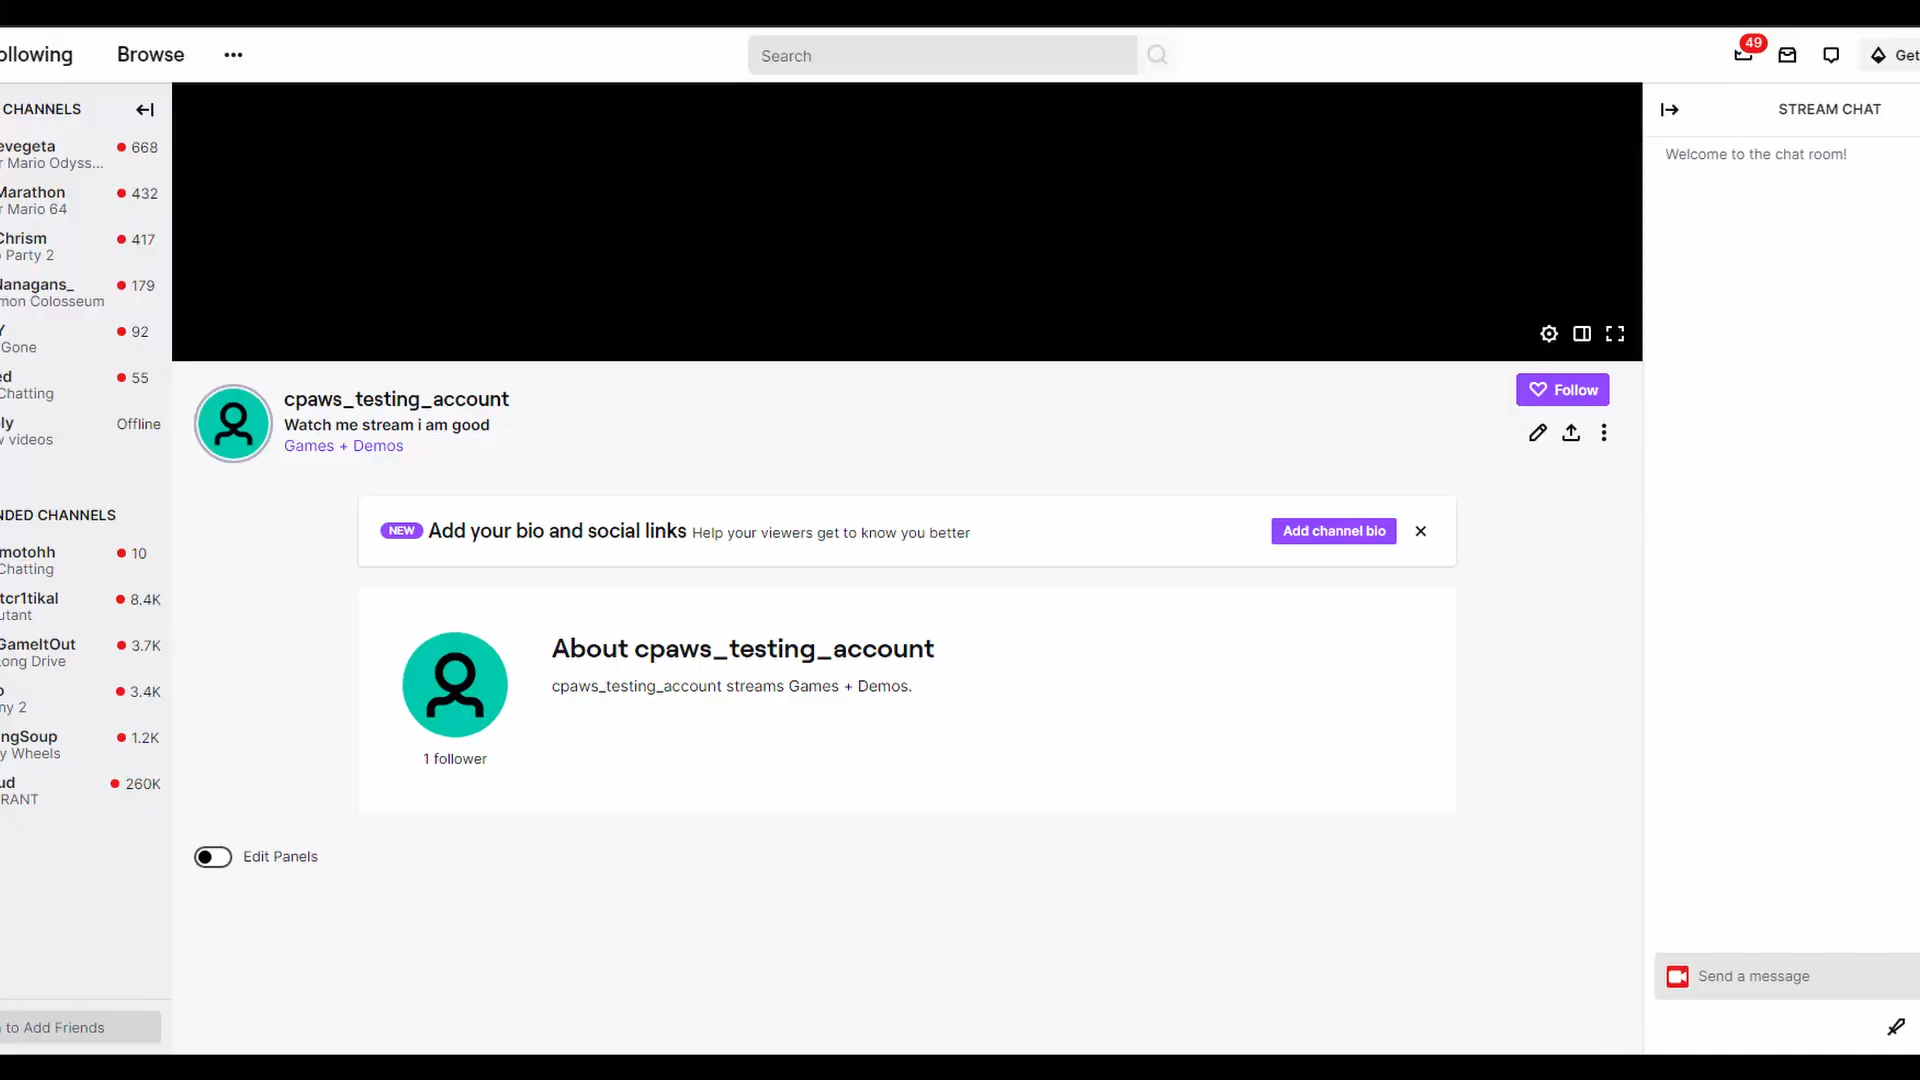 ollowing
Browse
Search
49
Get
CHANNELS
evegeta
668
r Mario Odyss...
Marathon
432
r Mario 64
Chrism
417
o Party 2
Nanagans_
179
mon Colosseum
Y
92
Gone
ed
55
Chatting
ly
Offline
w videos
NDED CHANNELS
motohh
10
Chatting
tcr1tikal
8.4K
utant
GameItOut
3.7K
ong Drive
o
3.4K
ny 2
ngSoup
1.2K
y Wheels
ud
260K
RANT
to Add Friends
cpaws_testing_account
Watch me stream i am good
Games + Demos
Follow
NEW Add your bio and social links Help your viewers get to know you better
Add channel bio
About cpaws_testing_account
cpaws_testing_account streams Games + Demos.
1 follower
Edit Panels
STREAM CHAT
Welcome to the chat room!
Send a message